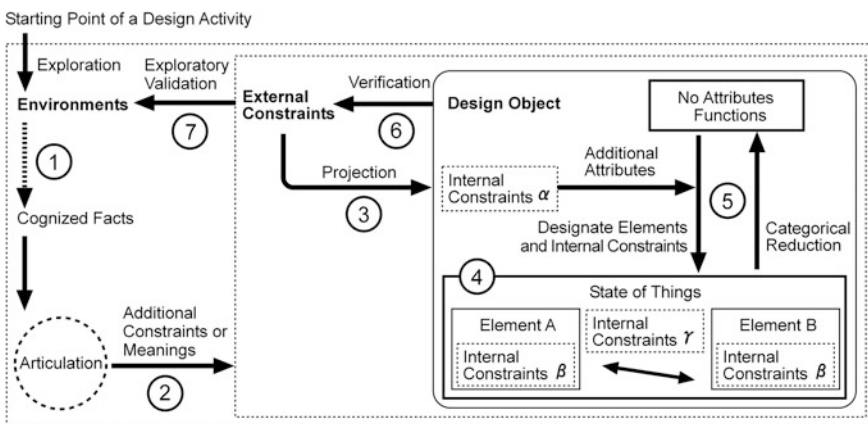 Starting Point of a Design Activity
Exploration
Environments
1
Cognized Facts
Articulation
Additional
Constraints or
Meanings
2
Exploratory
Validation
7
External
Constraints
Verification
6
Projection
3
Design Object
No Attributes
Functions
Internal
Constraints α
Additional
Attributes
5
Designate Elements
and Internal Constraints
Categorical
Reduction
4
State of Things
Element A
Internal
Constraints β
Internal
Constraints γ
Element B
Internal
Constraints β